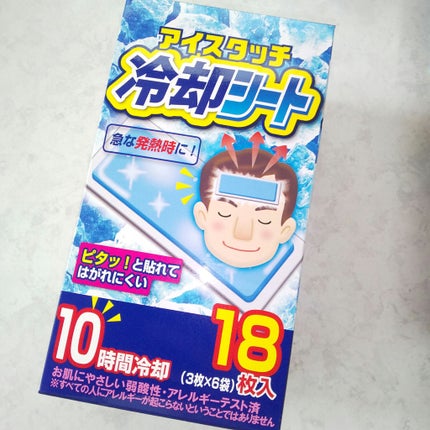 アイスタッチ
冷却シート
急な発熱時に!
ピタッ!と貼れて
はがれにくい
10時間冷却
18枚入
(3枚×6袋)
お肌にやさしい弱酸性・アレルギーテスト済
※すべての人にアレルギーが起こらないということではありません